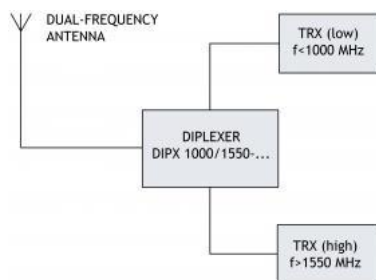 DUAL-FREQUENCY
ANTENNA
TRX (low)
f<1000 MHz
DIPLEXER
DIPX 1000/1550-...
TRX (high)
f>1550 MHz